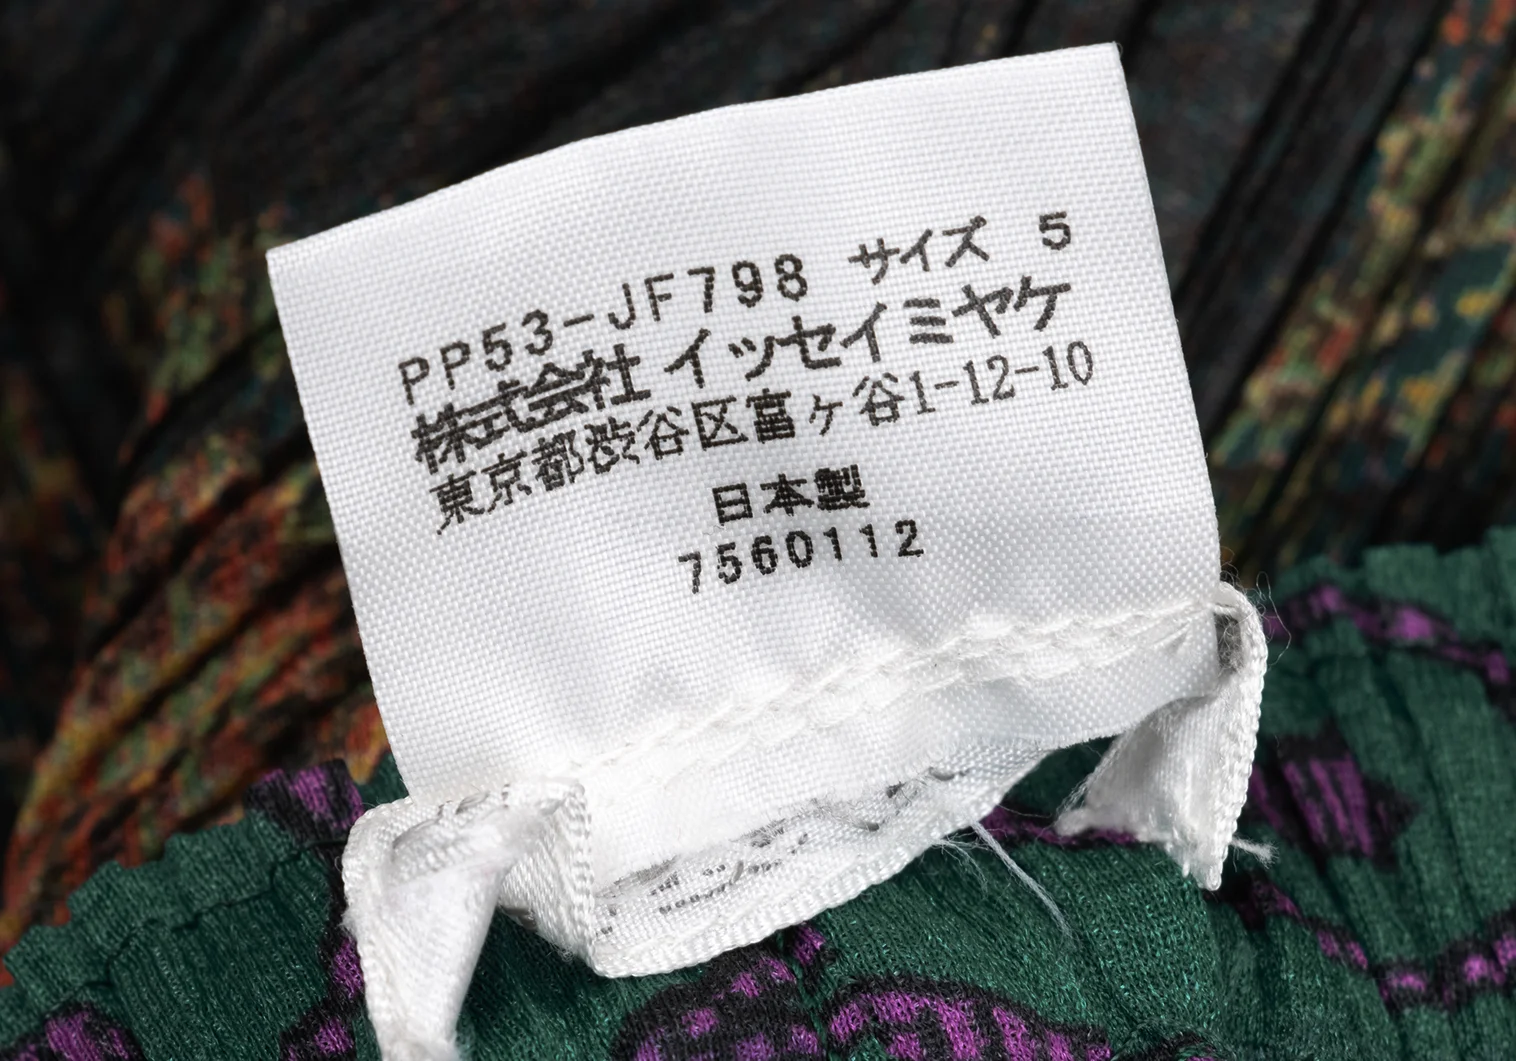 PP53-JF798 サイズ 5
株式会社 イッセイミヤケ
東京都渋谷区富ヶ谷1-12-10
日本製
7560112